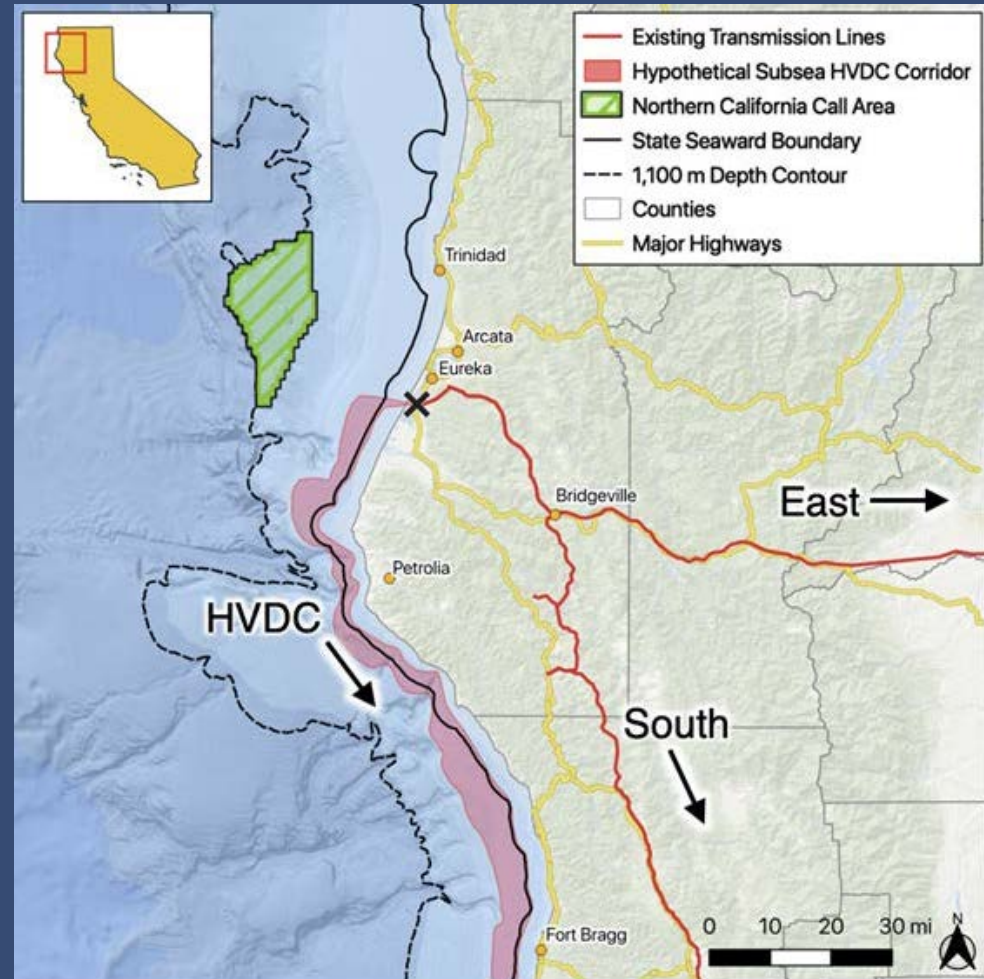 Existing Transmission Lines
Hypothetical Subsea HVDC Corridor
Northern California Call Area
State Seaward Boundary
1,100 m Depth Contour
Counties
Major Highways
Trinidad
Arcata
Eureka
Bridgeville
East
Petrolia
HVDC
South
0 10 20 30 mi
N
Fort Bragg